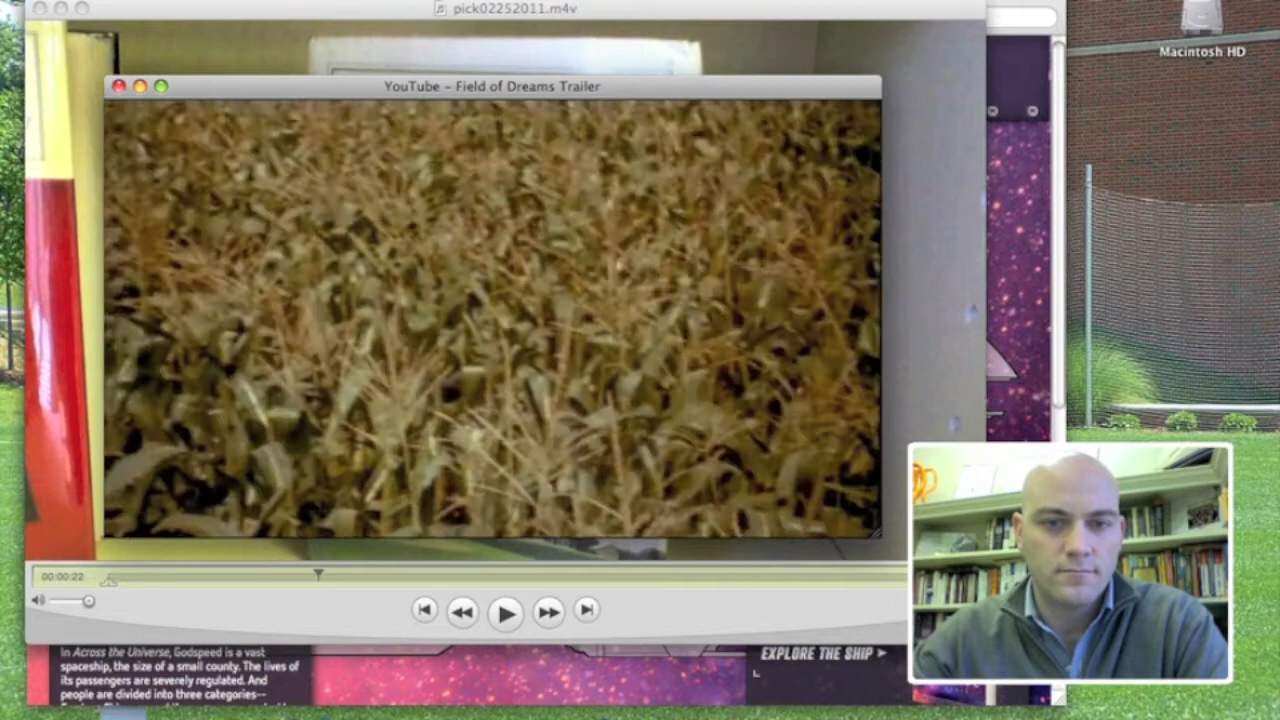 pick02252011.m4v
Macintosh HD
YouTube – Field of Dreams Trailer
00:00:22
In Across the Universe, Godspeed is a vast
spaceship, the size of a small county. The lives of
its passengers are severely regulated. And
people are divided into three categories--
EXPLORE THE SHIP